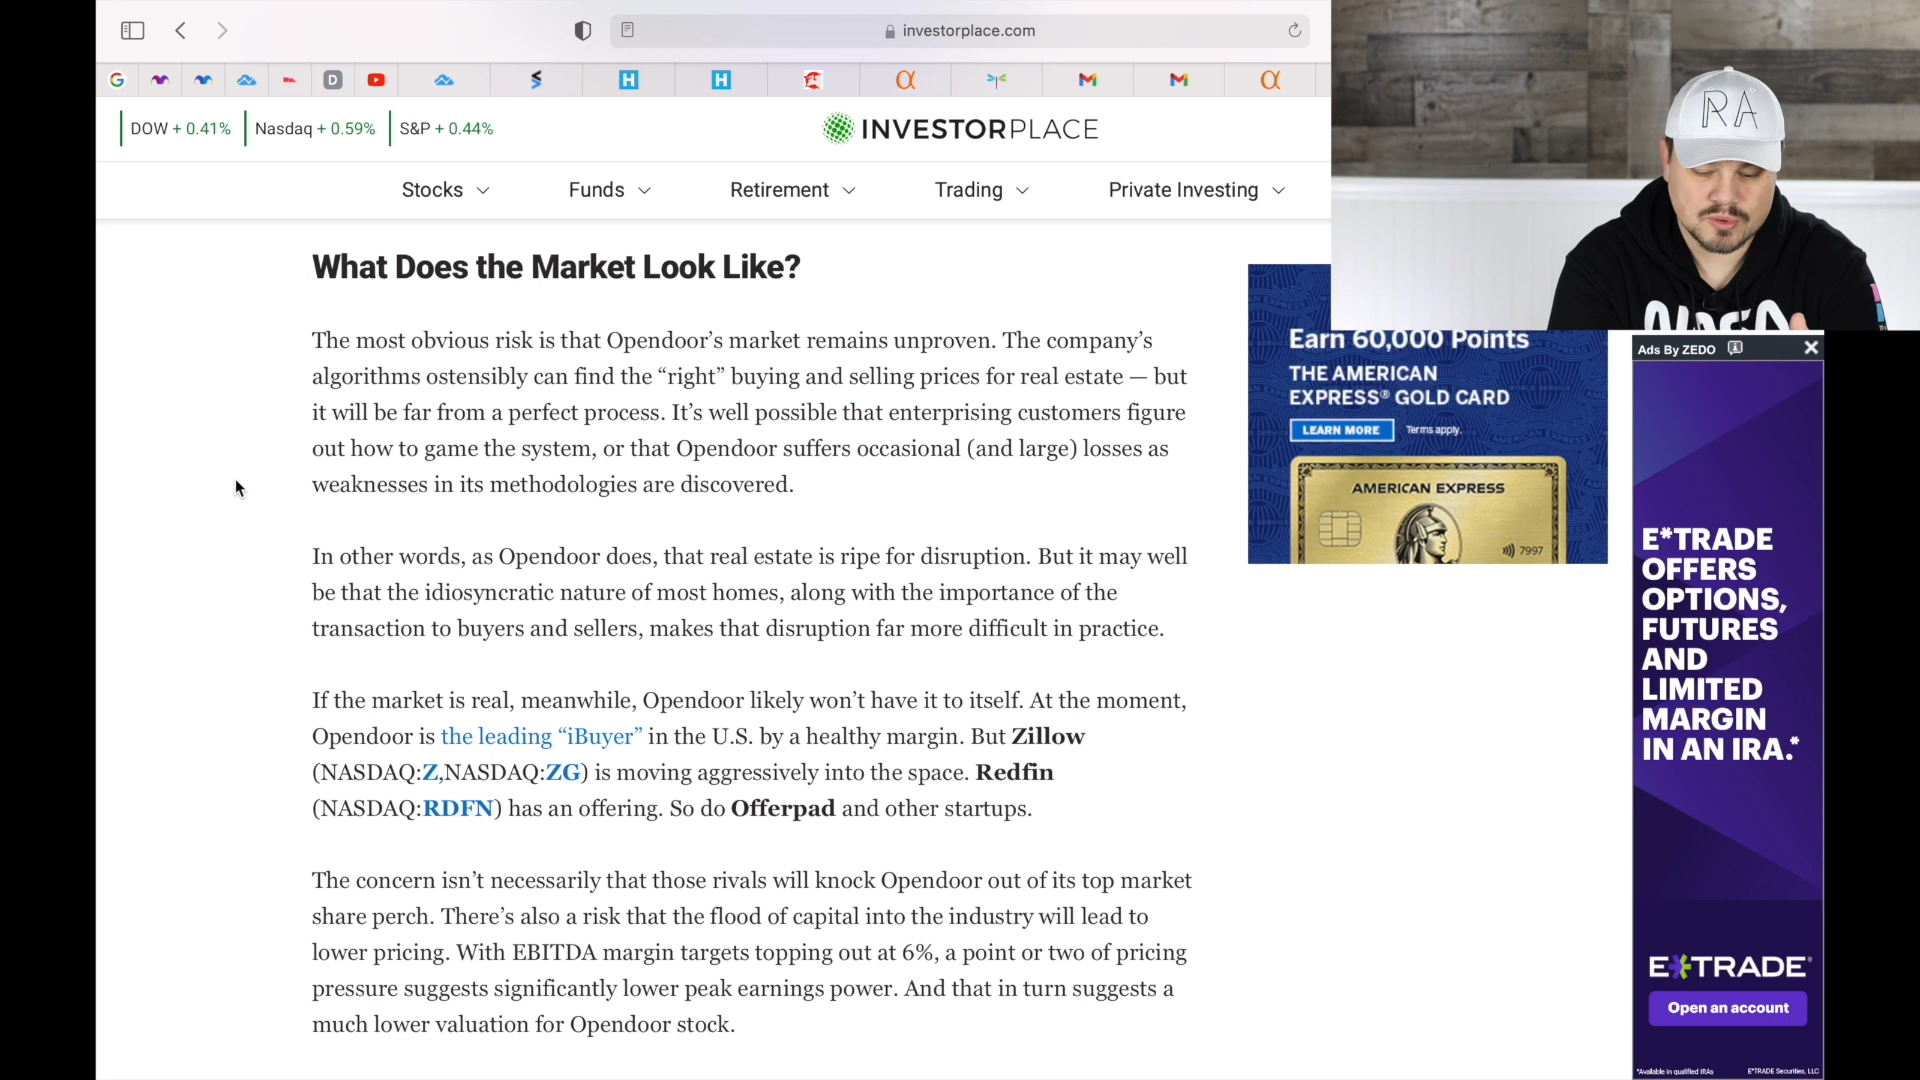 investorplace.com
DOW + 0.41%
Nasdaq + 0.59%
S&P + 0.44%
INVESTORPLACE
Stocks
Funds
Retirement
Trading
Private Investing
RA
What Does the Market Look Like?
The most obvious risk is that Opendoor’s market remains unproven. The company’s
algorithms ostensibly can find the “right” buying and selling prices for real estate — but
it will be far from a perfect process. It’s well possible that enterprising customers figure
out how to game the system, or that Opendoor suffers occasional (and large) losses as
weaknesses in its methodologies are discovered.
In other words, as Opendoor does, that real estate is ripe for disruption. But it may well
be that the idiosyncratic nature of most homes, along with the importance of the
transaction to buyers and sellers, makes that disruption far more difficult in practice.
If the market is real, meanwhile, Opendoor likely won’t have it to itself. At the moment,
Opendoor is the leading “iBuyer” in the U.S. by a healthy margin. But Zillow
(NASDAQ:Z,NASDAQ:ZG) is moving aggressively into the space. Redfin
(NASDAQ:RDFN) has an offering. So do Offerpad and other startups.
The concern isn’t necessarily that those rivals will knock Opendoor out of its top market
share perch. There’s also a risk that the flood of capital into the industry will lead to
lower pricing. With EBITDA margin targets topping out at 6%, a point or two of pricing
pressure suggests significantly lower peak earnings power. And that in turn suggests a
much lower valuation for Opendoor stock.
Earn 60,000 Points
THE AMERICAN
EXPRESS® GOLD CARD
LEARN MORE
Terms apply.
AMERICAN EXPRESS
7997
Ads By ZEDO
E*TRADE
OFFERS
OPTIONS,
FUTURES
AND
LIMITED
MARGIN
IN AN IRA.*
E*TRADE®
Open an account
*Available in qualified IRAs
E*TRADE Securities, LLC